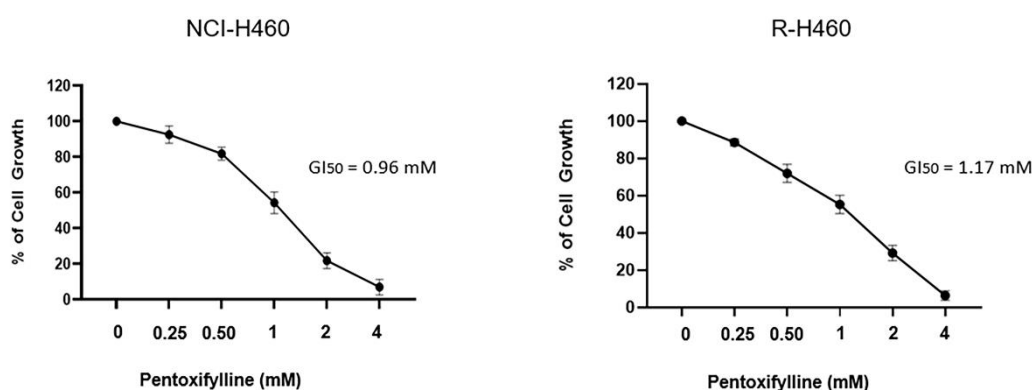 NCI-H460
120
100
80
60
40
20
0
% of Cell Growth
GI50 = 0.96 mM
0 0.25 0.50 1 2 4
Pentoxifylline (mM)
R-H460
120
100
80
60
40
20
0
% of Cell Growth
GI50 = 1.17 mM
0 0.25 0.50 1 2 4
Pentoxifylline (mM)